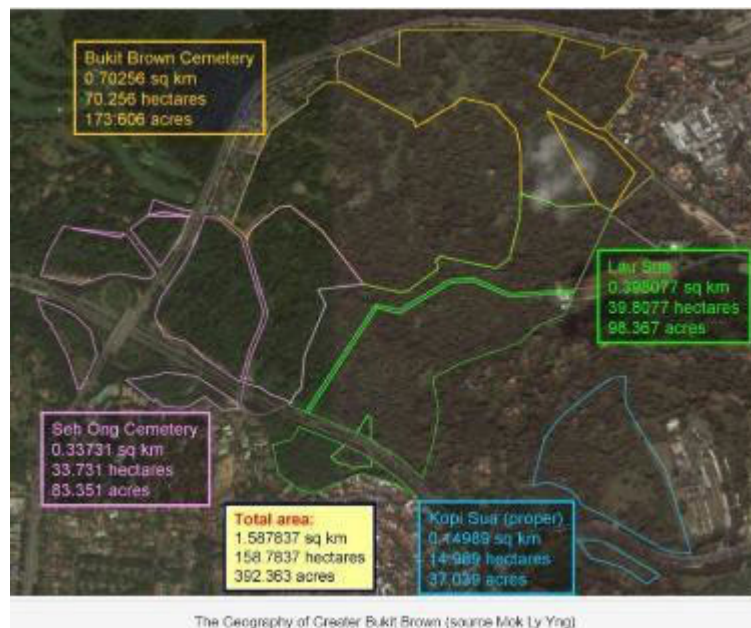 Bukit Brown Cemetery
0.70256 sq km
70.256 hectares
173.606 acres
Lau Sua
0.398077 sq km
39.8077 hectares
98.367 acres
Seh Ong Cemetery
0.33731 sq km
33.731 hectares
83.351 acres
Total area:
1.587837 sq km
158.7837 hectares
392.363 acres
Kopi Sua (proper)
0.14989 sq km
14.989 hectares
37.039 acres
The Geography of Greater Bukit Brown (source Mok Ly Yng)